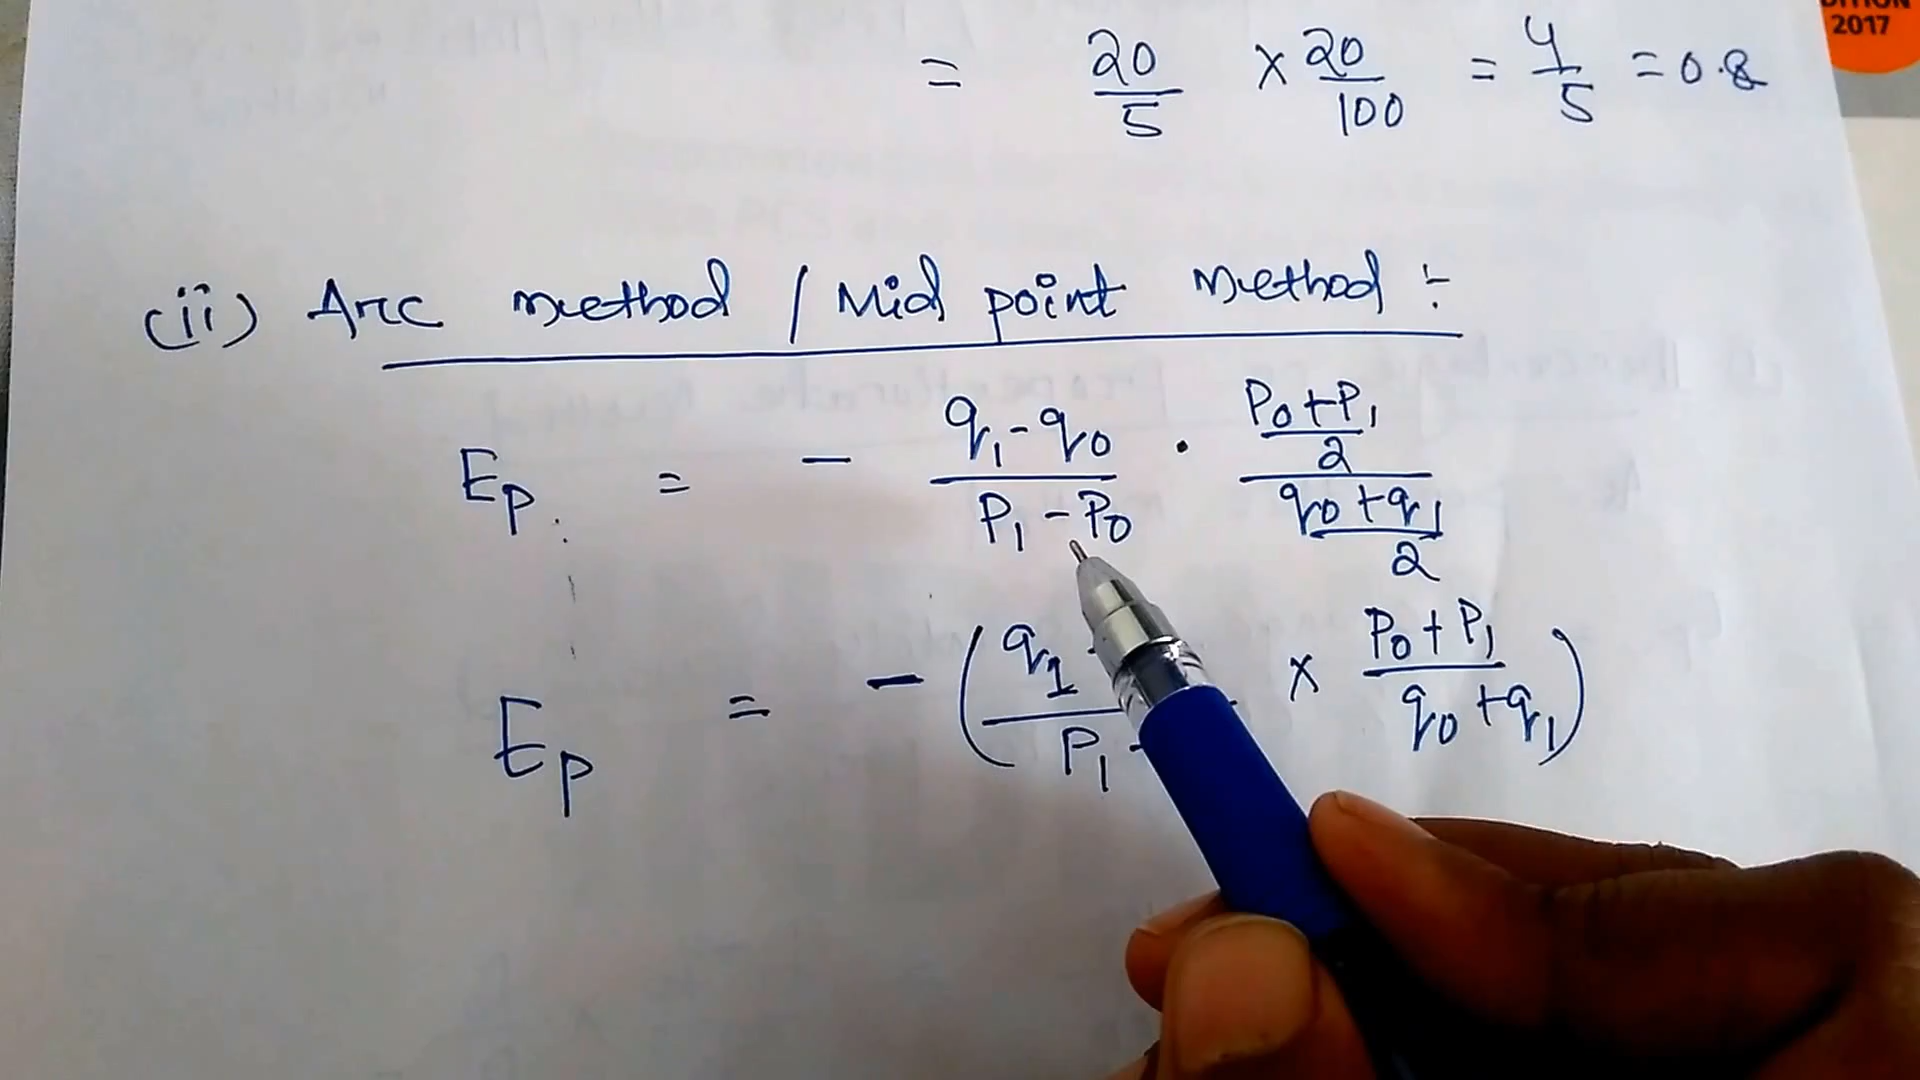 2017
= 20/5 × 20/100 = 4/5 = 0.8
(ii) Arc method / Mid point Method :-
Ep = - (q1 - q0)/(P1 - P0) . ((P0+P1)/2)/((q0+q1)/2)
Ep = - (q1 /P1 - × (P0+P1)/(q0+q1))